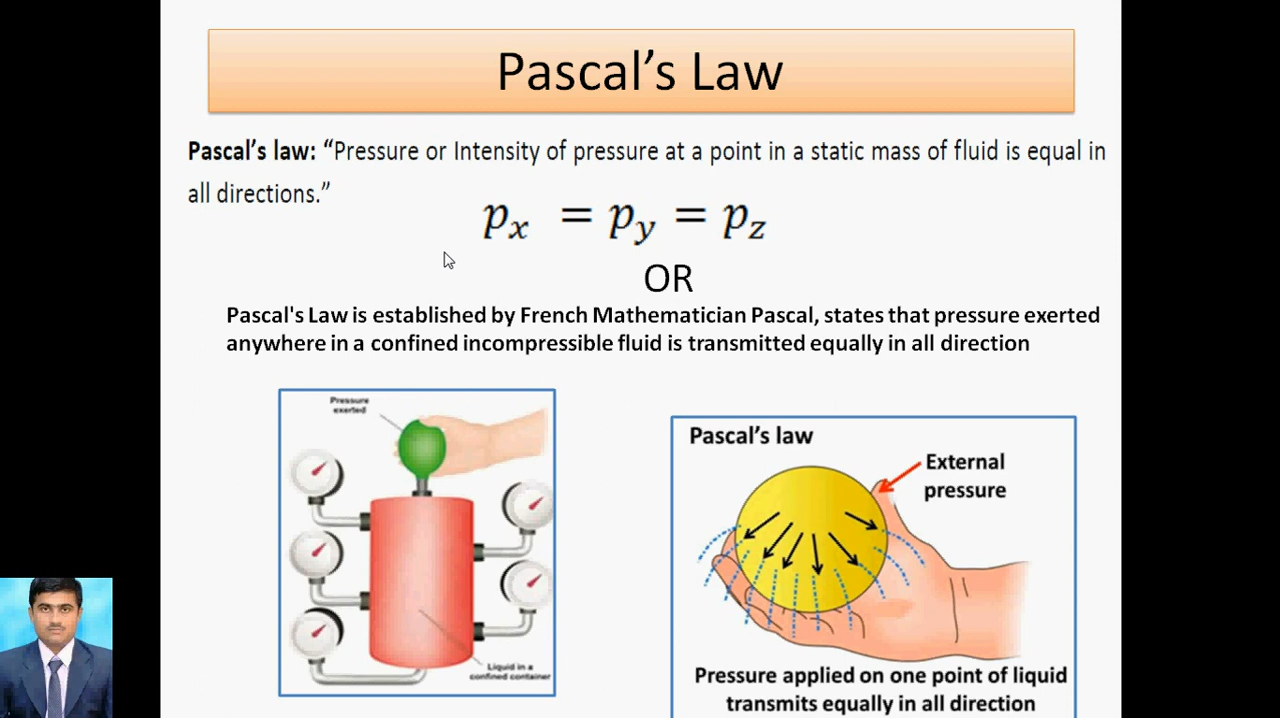 Pascal's Law
Pascal's law: “Pressure or Intensity of pressure at a point in a static mass of fluid is equal in
all directions.”
pₓ = p_y = p_z
OR
Pascal's Law is established by French Mathematician Pascal, states that pressure exerted
anywhere in a confined incompressible fluid is transmitted equally in all direction
Pressure
exerted
Liquid in a
confined container
Pascal's law
External
pressure
Pressure applied on one point of liquid
transmits equally in all direction